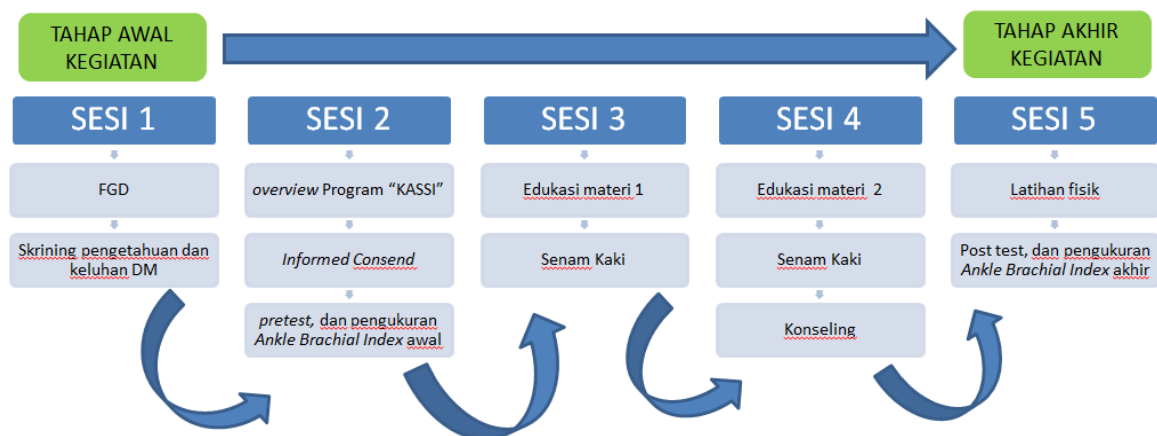 TAHAP AWAL
KEGIATAN
TAHAP AKHIR
KEGIATAN
SESI 1
FGD
Skrining pengetahuan dan
keluhan DM
SESI 2
overview Program “KASSI”
Informed Consend
pretest, dan pengukuran
Ankle Brachial Index awal
SESI 3
Edukasi materi 1
Senam Kaki
SESI 4
Edukasi materi 2
Senam Kaki
Konseling
SESI 5
Latihan fisik
Post test, dan pengukuran
Ankle Brachial Index akhir